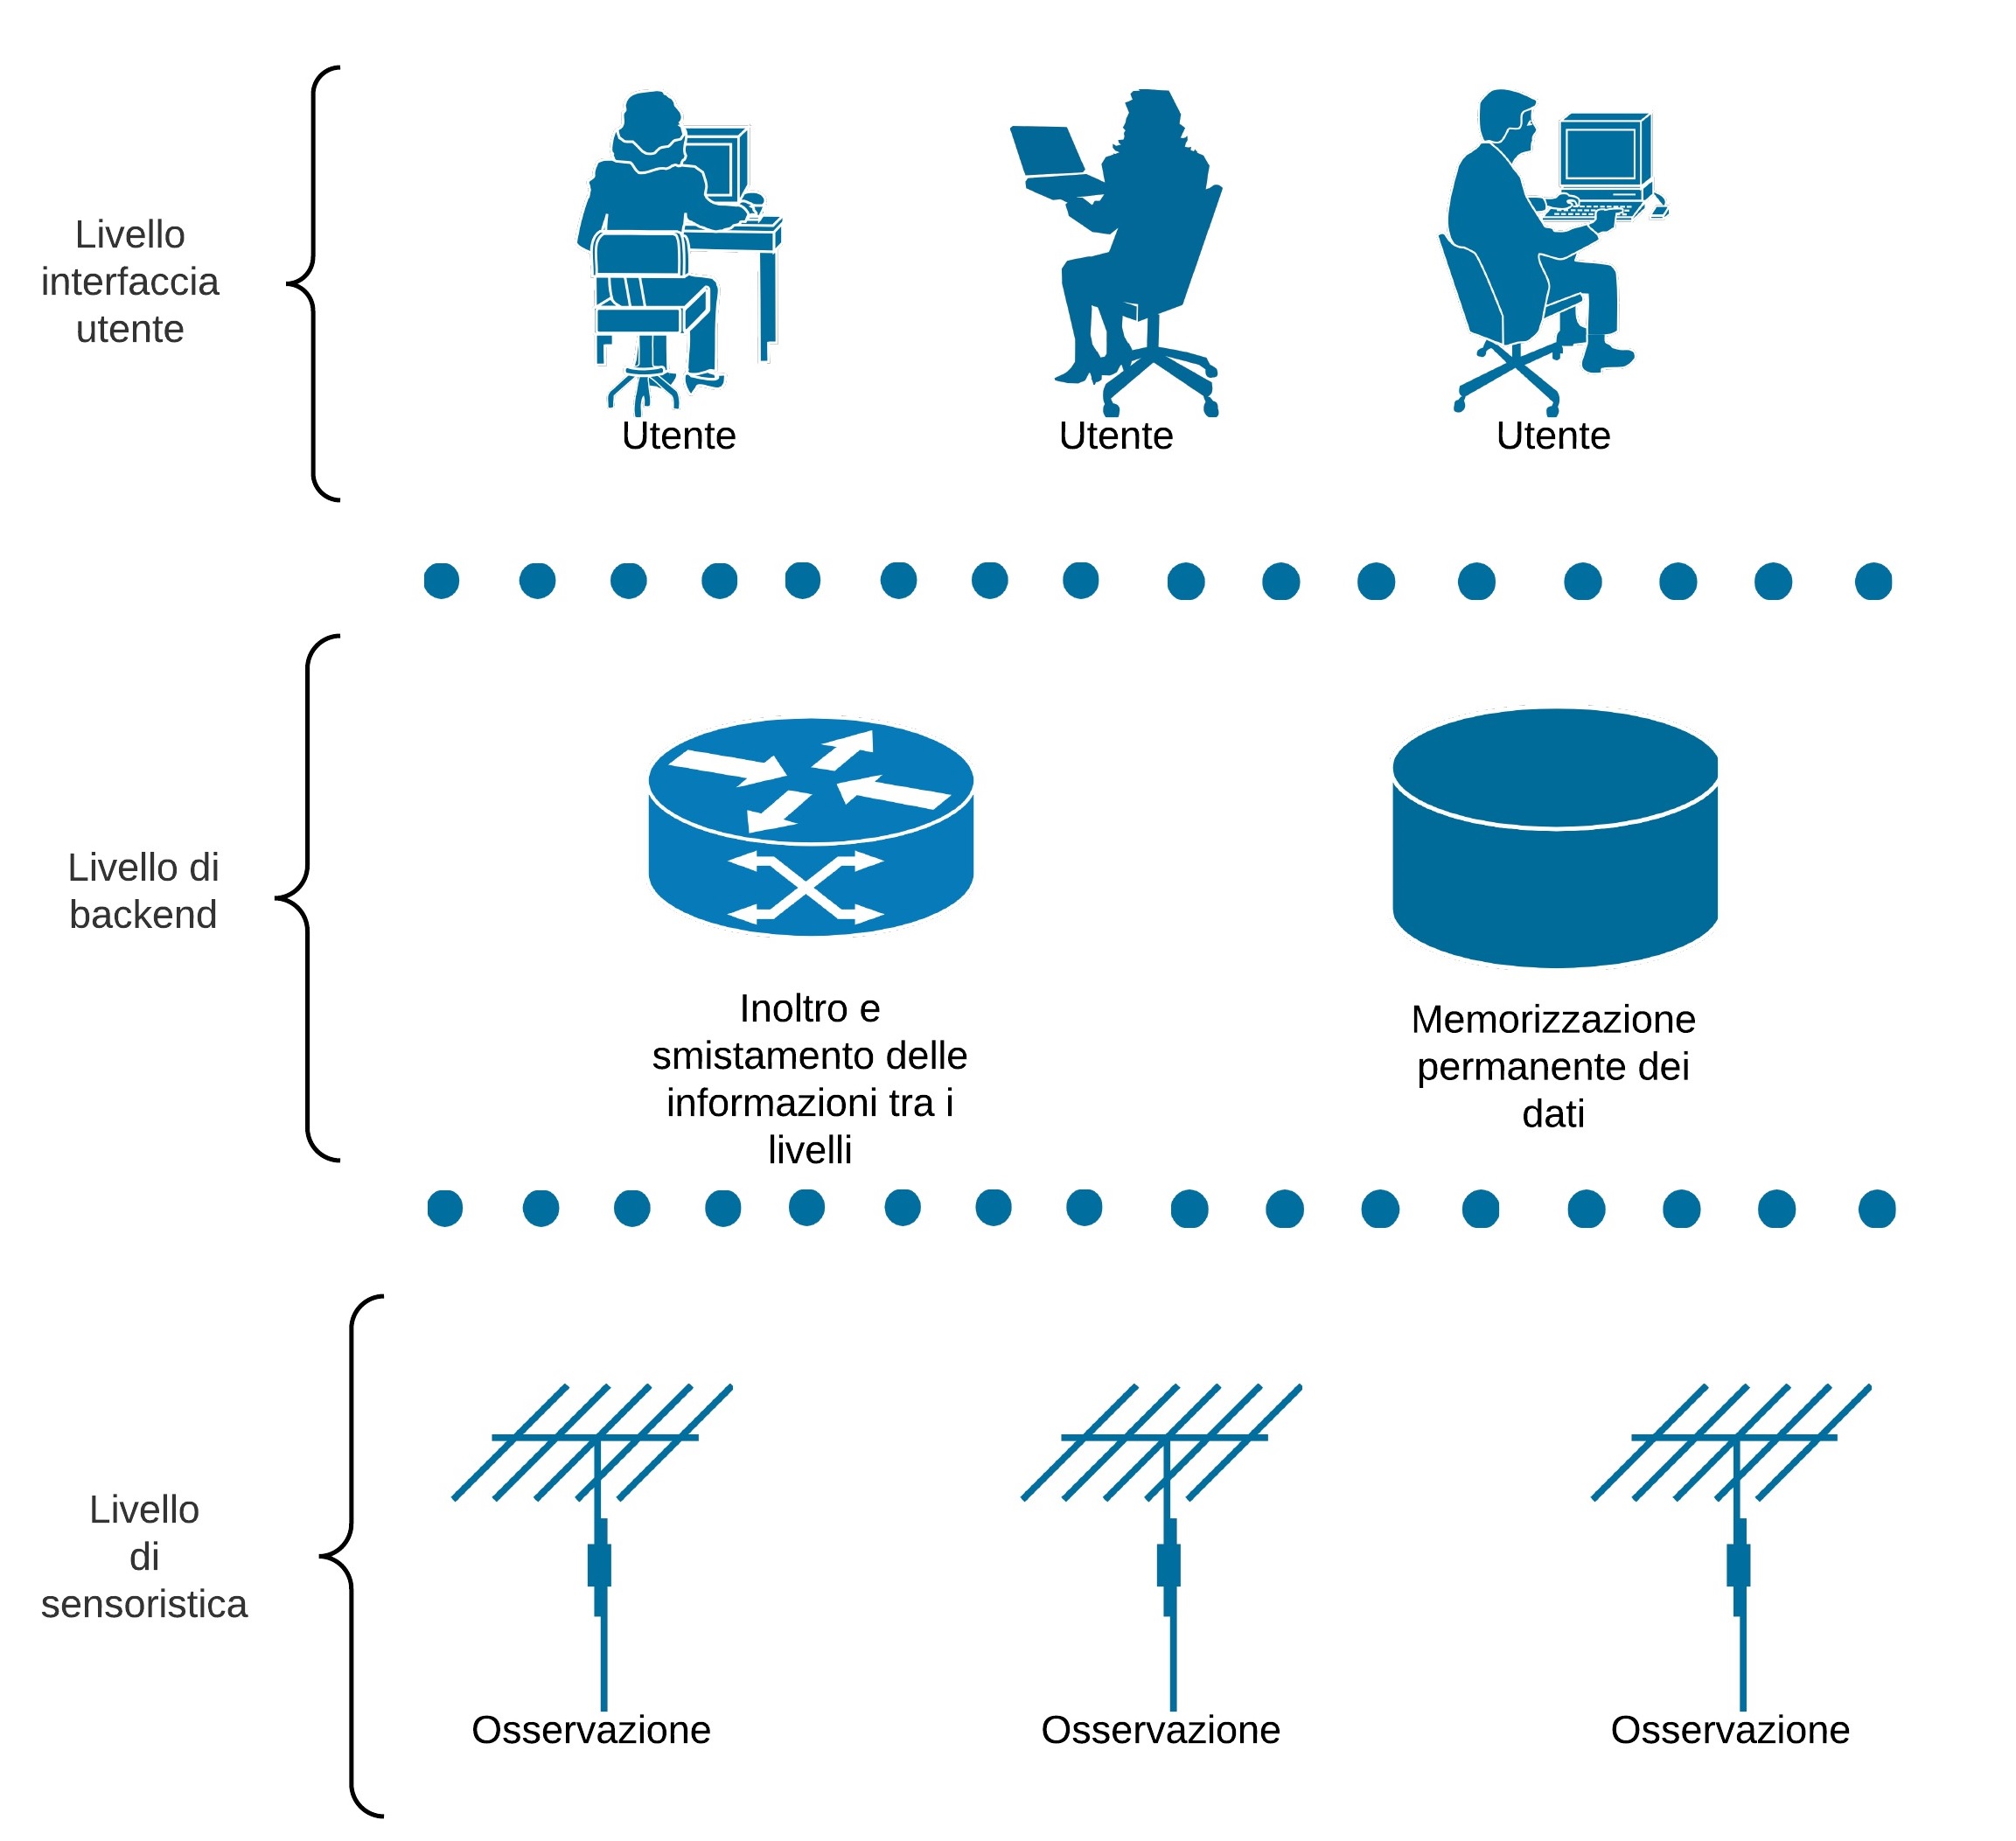 Livello
interfaccia
utente
Utente
Utente
Utente
Livello di
backend
Inoltro e
smistamento delle
informazioni tra i
livelli
Memorizzazione
permanente dei
dati
Livello
di
sensoristica
Osservazione
Osservazione
Osservazione